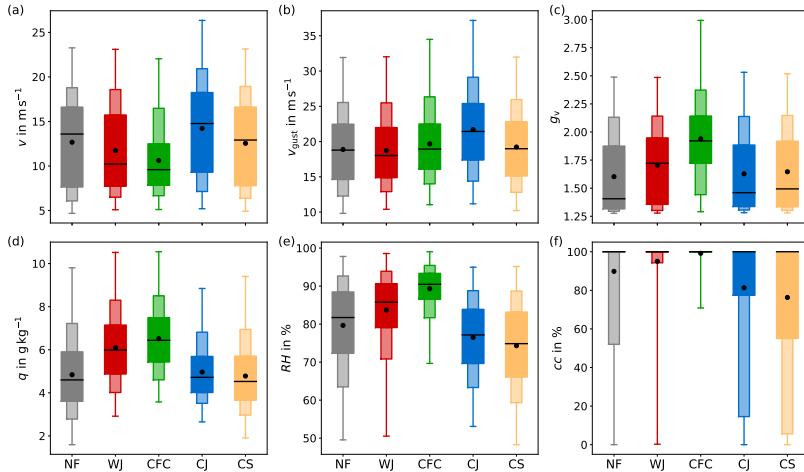 (a)
v in m s⁻¹
25
20
15
10
5
(b)
v_gust in m s⁻¹
35
30
25
20
15
10
(c)
g_v
3.00
2.75
2.50
2.25
2.00
1.75
1.50
1.25
(d)
q in g kg⁻¹
10
8
6
4
2
NF WJ CFC CJ CS
(e)
RH in %
100
90
80
70
60
50
NF WJ CFC CJ CS
(f)
cc in %
100
80
60
40
20
0
NF WJ CFC CJ CS